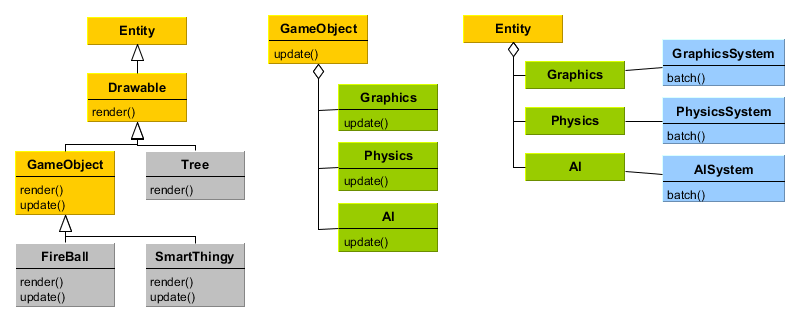 Entity
Drawable
render()
GameObject
render()
update()
Tree
render()
FireBall
render()
update()
SmartThingy
render()
update()
GameObject
update()
Graphics
update()
Physics
update()
AI
update()
Entity
Graphics
Physics
AI
GraphicsSystem
batch()
PhysicsSystem
batch()
AISystem
batch()